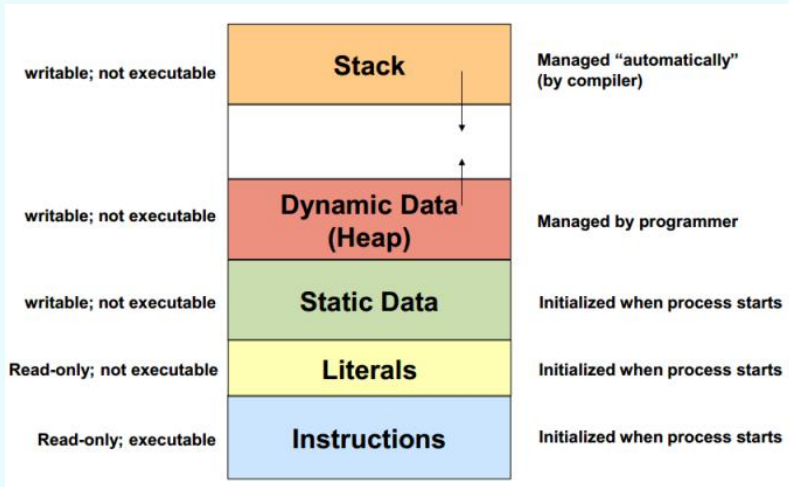 writable; not executable
Stack
Managed “automatically”
(by compiler)
writable; not executable
Dynamic Data
(Heap)
Managed by programmer
writable; not executable
Static Data
Initialized when process starts
Read-only; not executable
Literals
Initialized when process starts
Read-only; executable
Instructions
Initialized when process starts